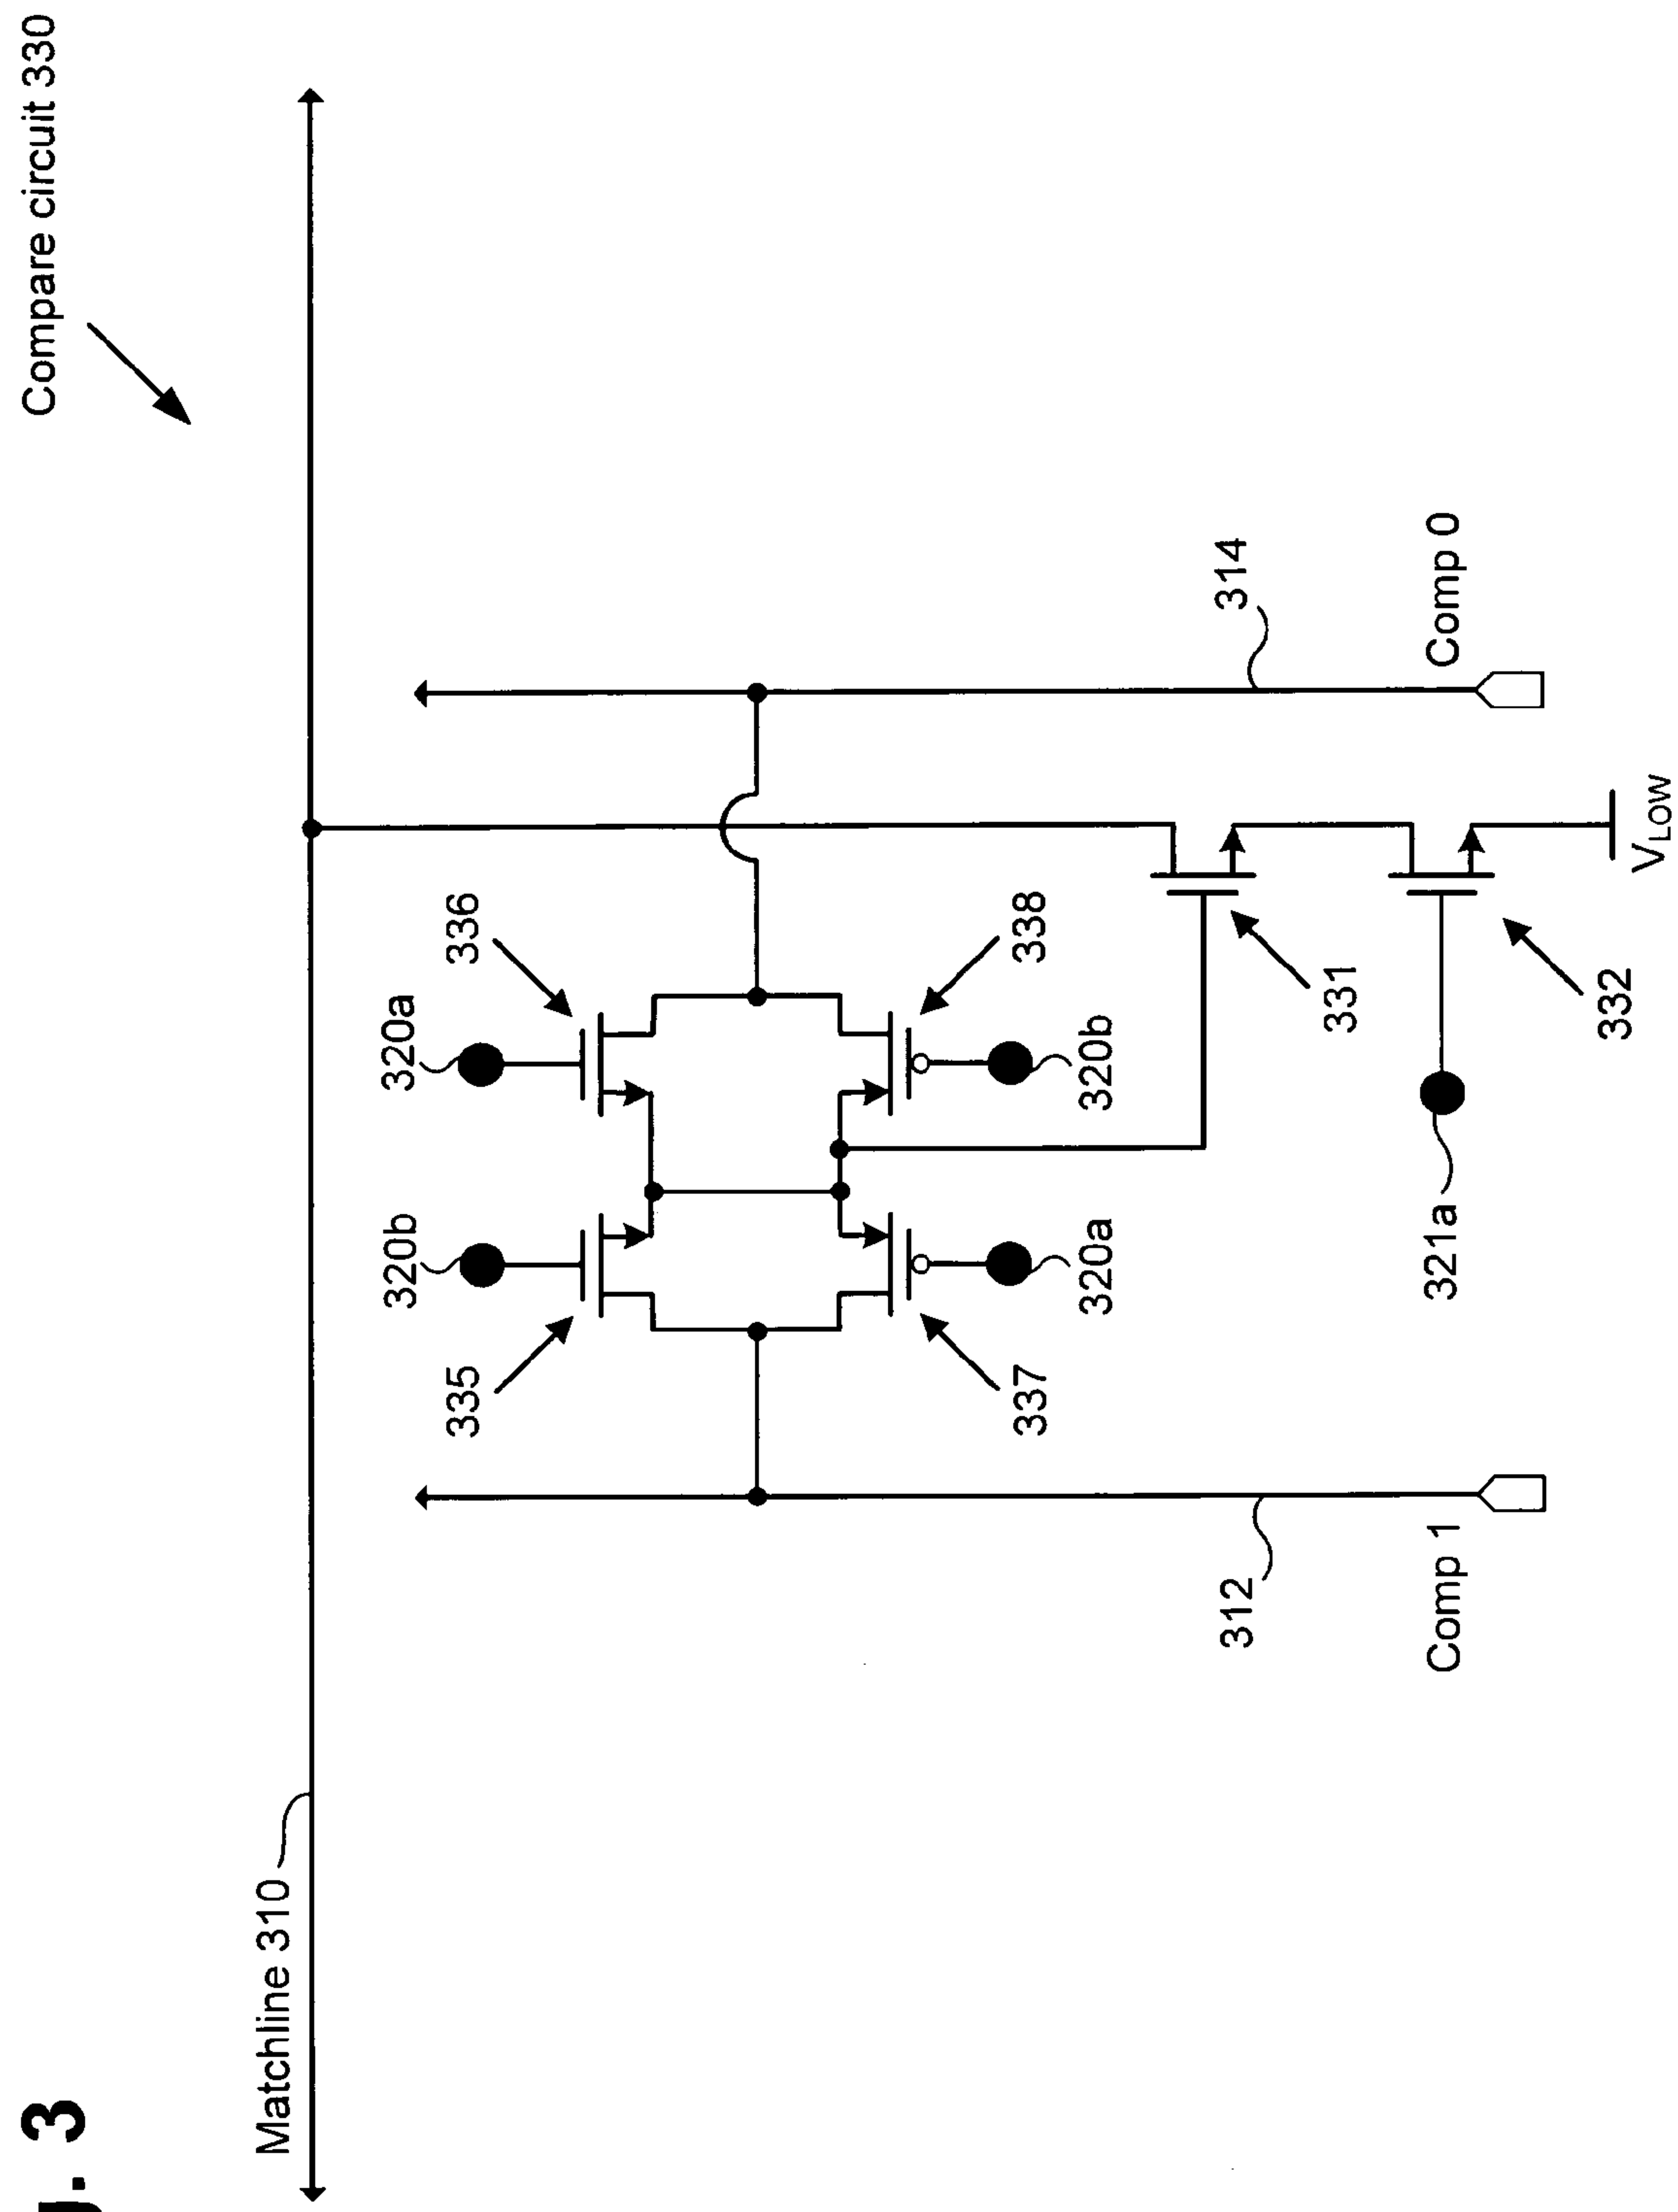 g. 3
Compare circuit 330
Matchline 310
320b
320a
335
336
337
338
320a
320b
312
314
331
321a
332
Comp 1
Comp 0
VLOW